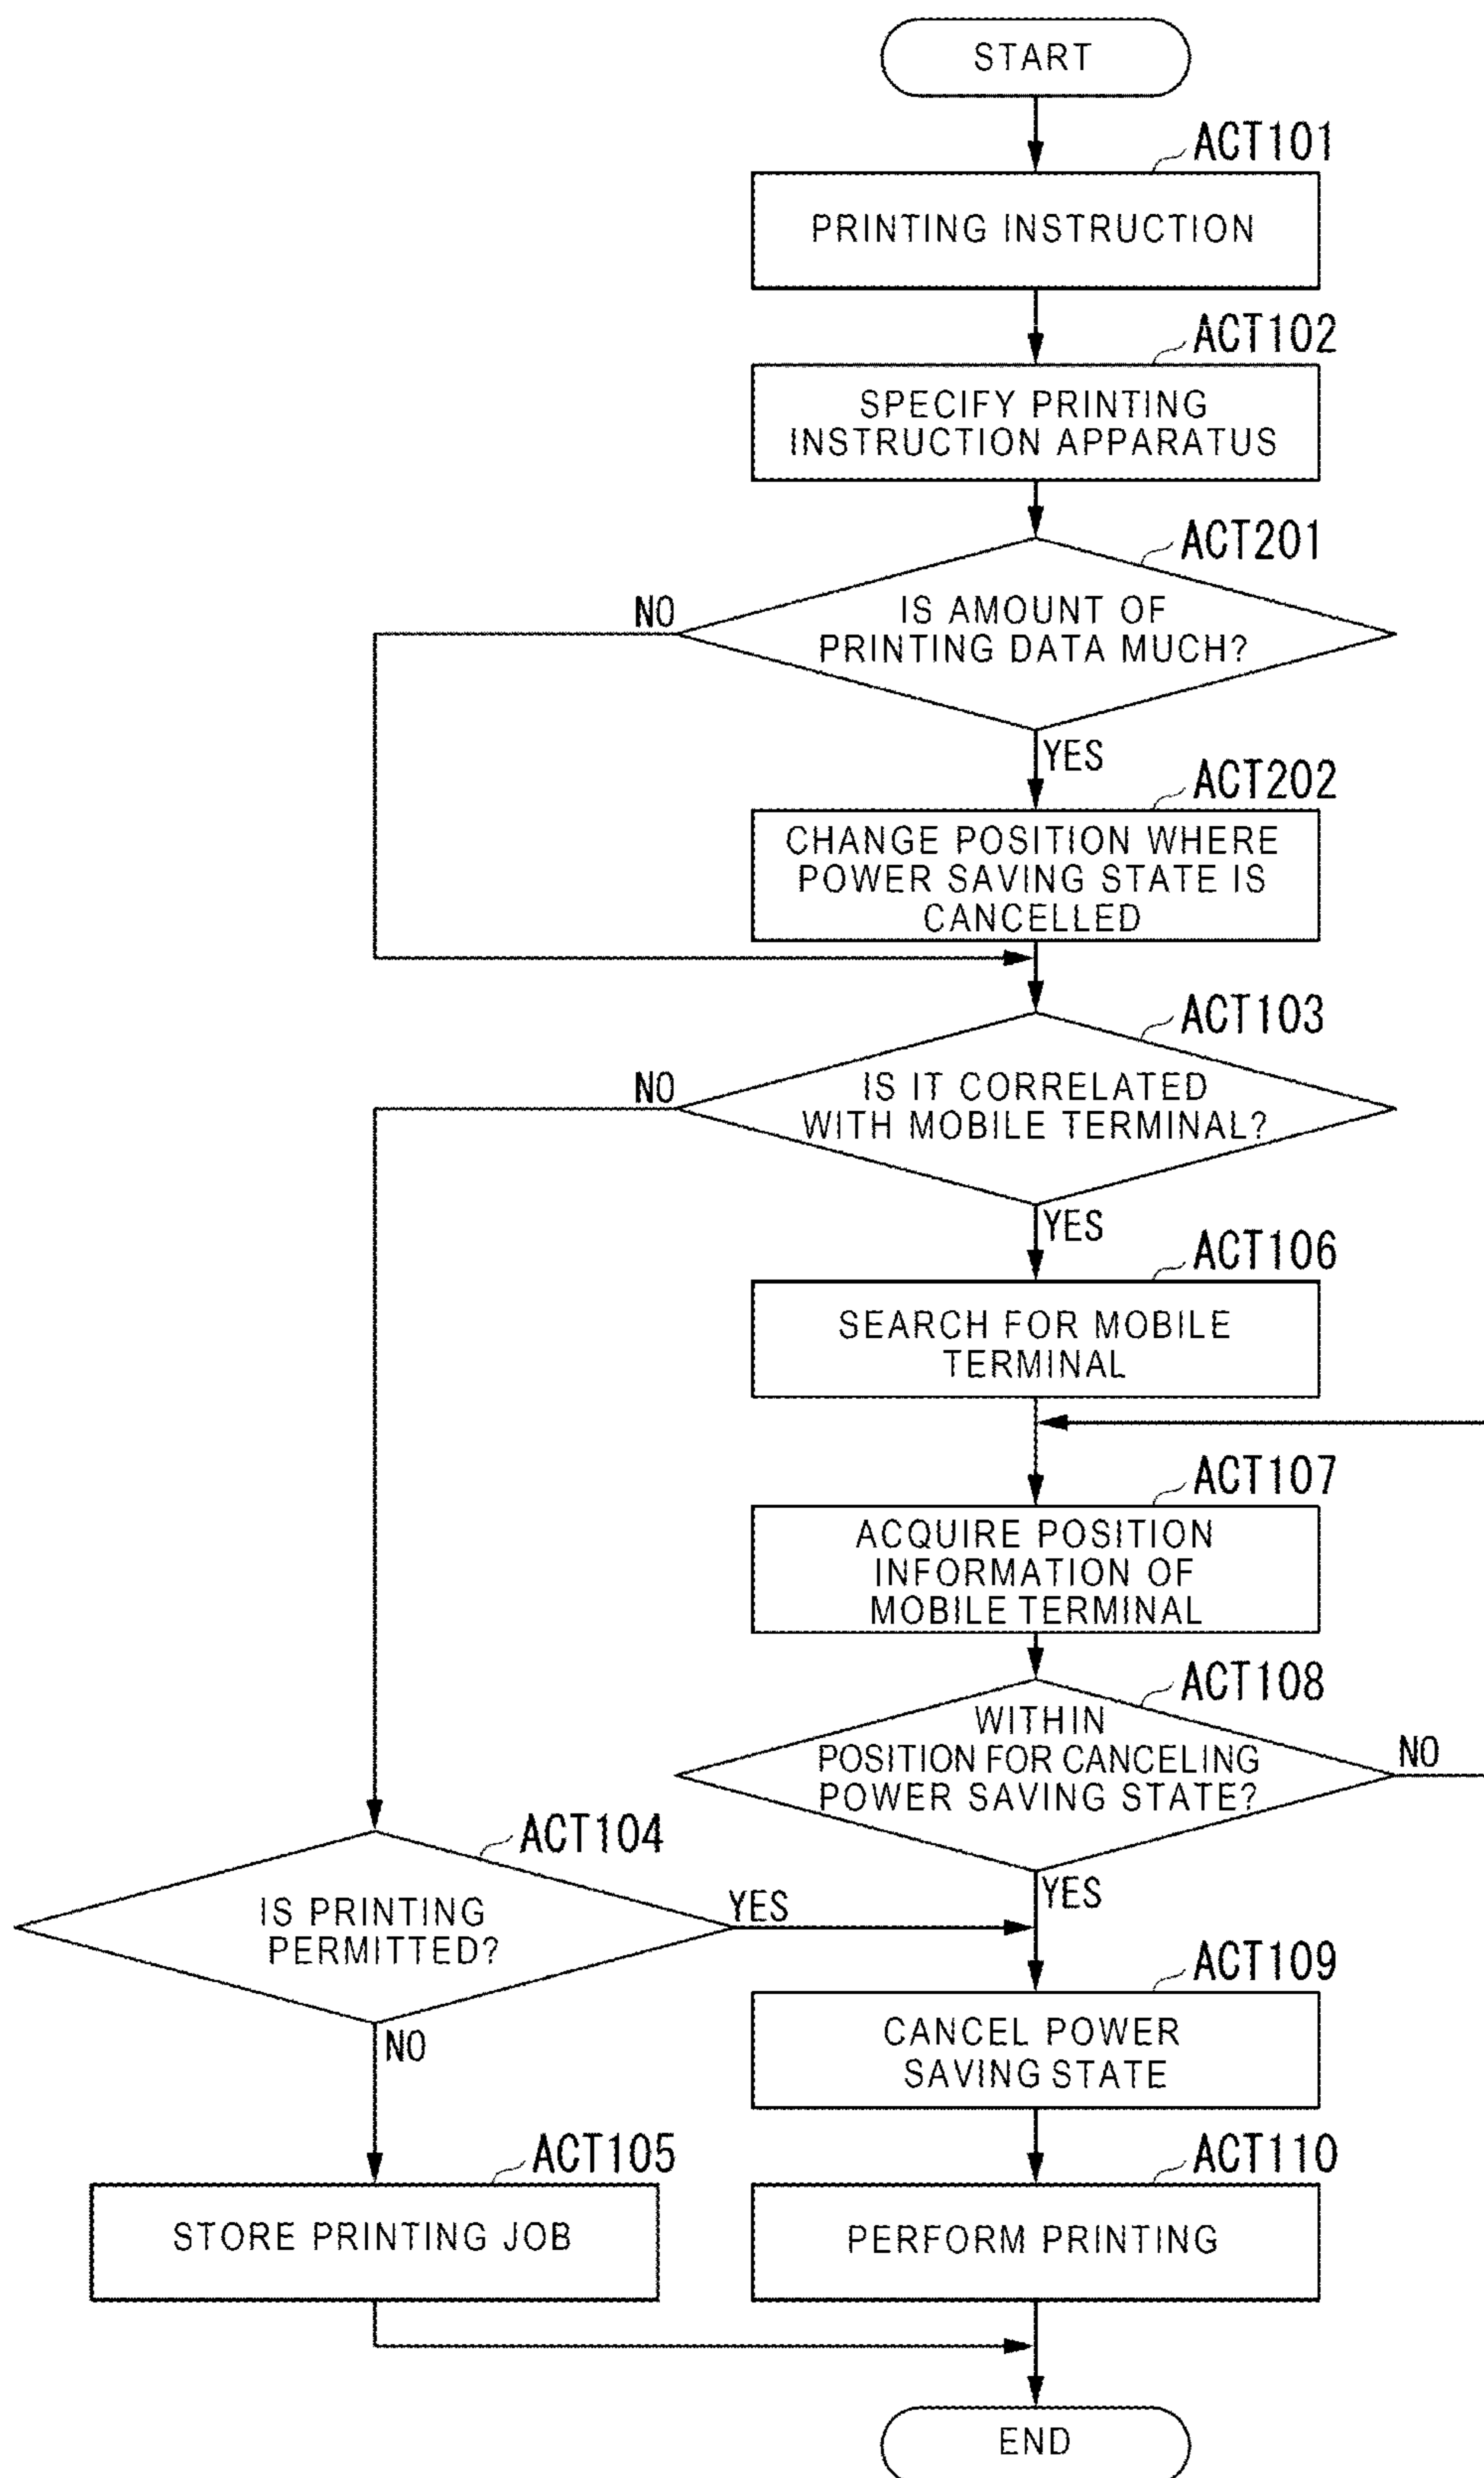 START
ACT101
PRINTING INSTRUCTION
ACT102
SPECIFY PRINTING
INSTRUCTION APPARATUS
ACT201
NO
IS AMOUNT OF
PRINTING DATA MUCH?
YES
ACT202
CHANGE POSITION WHERE
POWER SAVING STATE IS
CANCELLED
ACT103
NO
IS IT CORRELATED
WITH MOBILE TERMINAL?
YES
ACT106
SEARCH FOR MOBILE
TERMINAL
ACT107
ACQUIRE POSITION
INFORMATION OF
MOBILE TERMINAL
ACT108
WITHIN
POSITION FOR CANCELING
POWER SAVING STATE?
NO
YES
ACT104
IS PRINTING
PERMITTED?
YES
NO
ACT109
CANCEL POWER
SAVING STATE
ACT105
STORE PRINTING JOB
ACT110
PERFORM PRINTING
END